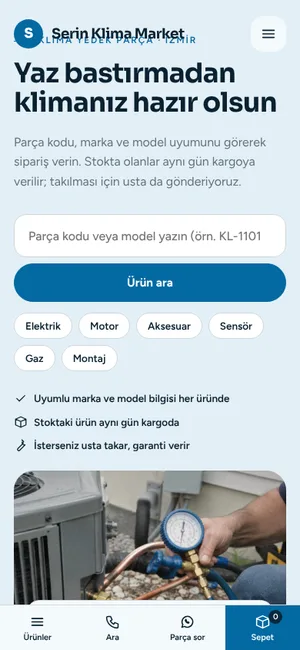 S Serin Klima Market
KLİMA YEDEK PARÇA · İZMİR
Yaz bastırmadan
klimanız hazır olsun
Parça kodu, marka ve model uyumunu görerek
sipariş verin. Stokta olanlar aynı gün kargoya
verilir; takılması için usta da gönderiyoruz.
Parça kodu veya model yazın (örn. KL-1101
Ürün ara
Elektrik Motor Aksesuar Sensör
Gaz Montaj
Uyumlu marka ve model bilgisi her üründe
Stoktaki ürün aynı gün kargoda
İsterseniz usta takar, garanti verir
0
Ürünler Ara Parça sor Sepet